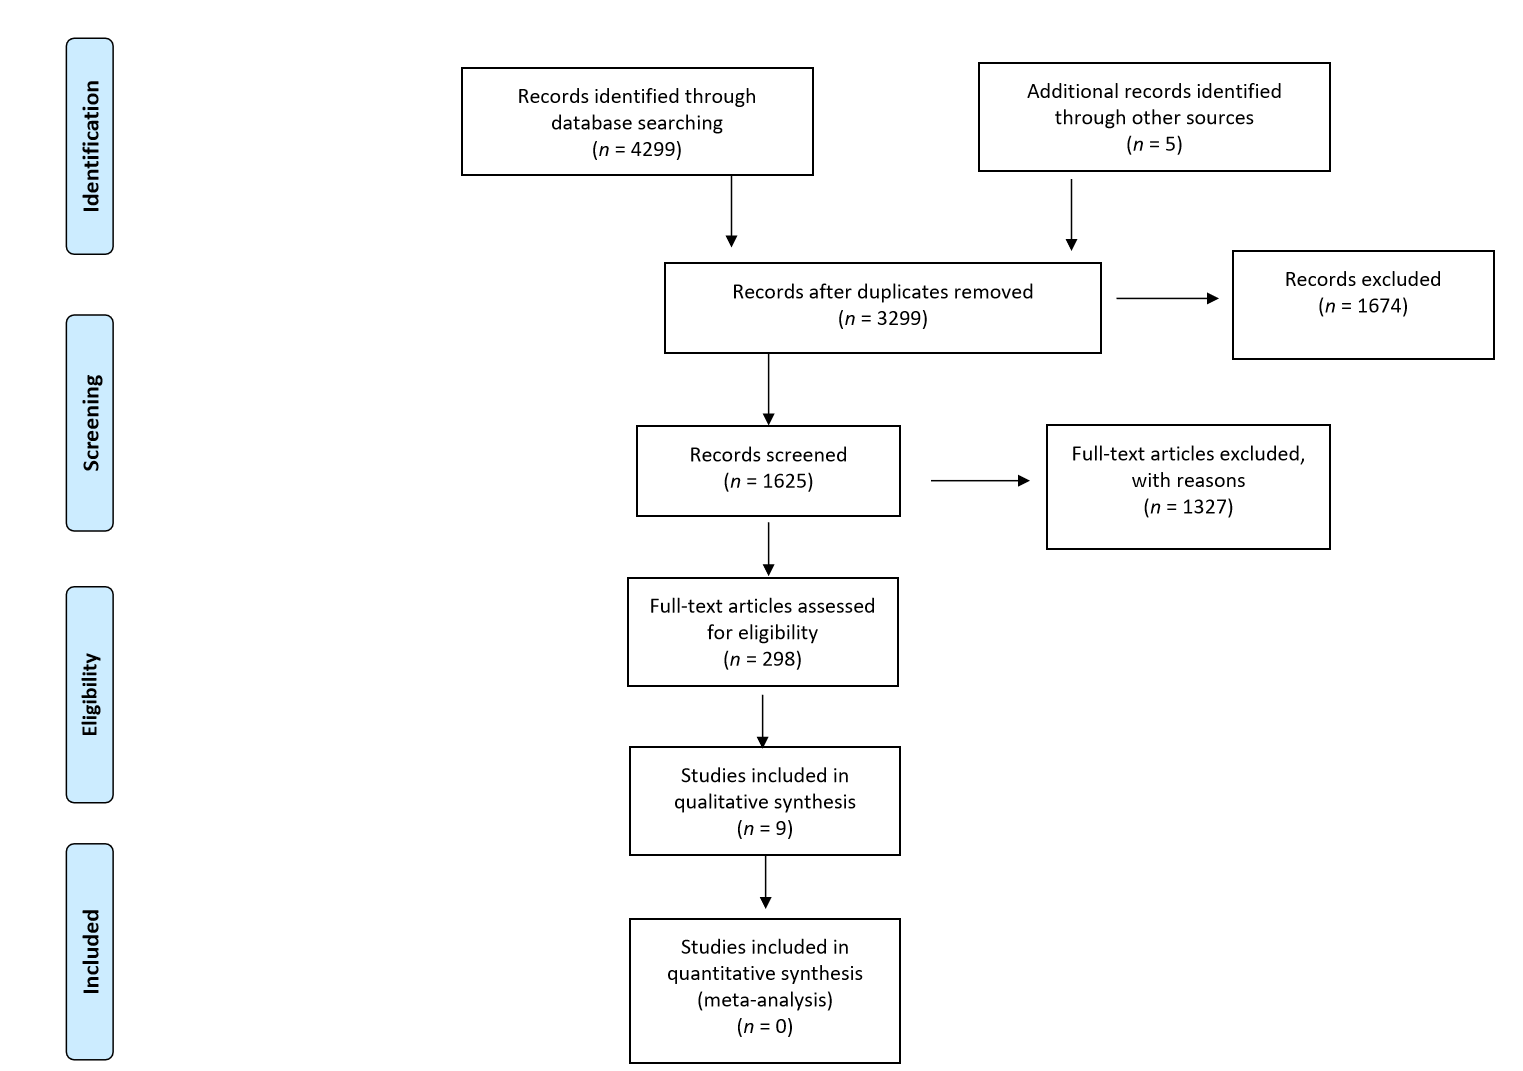 Identification
Records identified through
database searching
(n = 4299)
Additional records identified
through other sources
(n = 5)
Records after duplicates removed
(n = 3299)
Records excluded
(n = 1674)
Screening
Records screened
(n = 1625)
Full-text articles excluded,
with reasons
(n = 1327)
Eligibility
Full-text articles assessed
for eligibility
(n = 298)
Studies included in
qualitative synthesis
(n = 9)
Included
Studies included in
quantitative synthesis
(meta-analysis)
(n = 0)